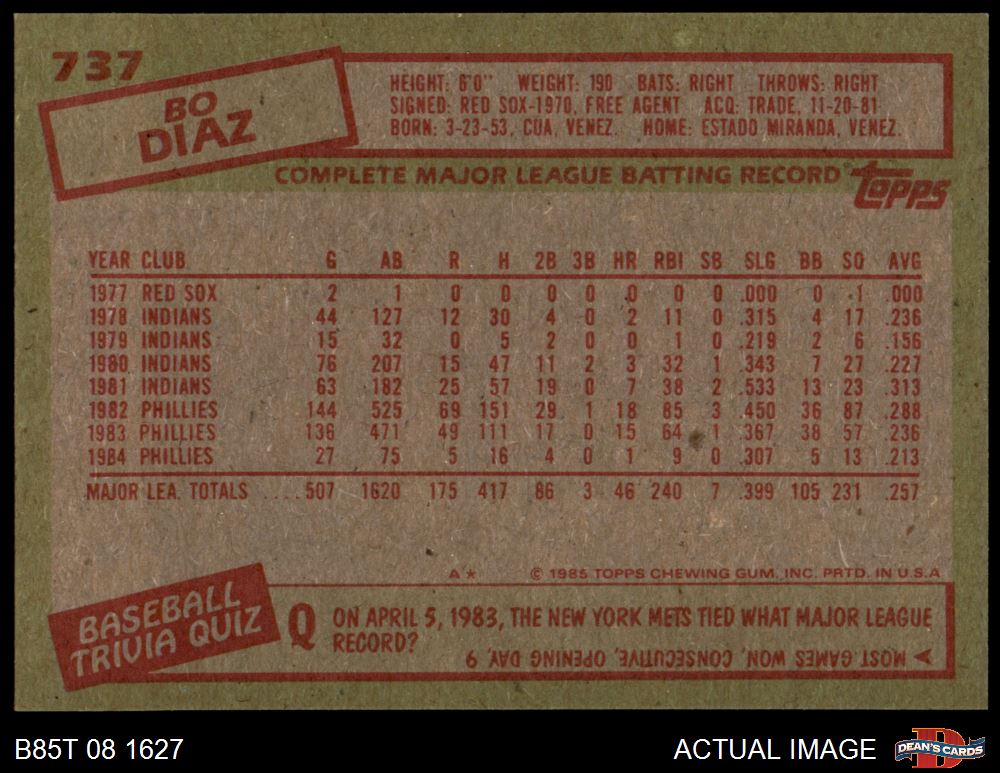 737
BO
DIAZ
HEIGHT: 6'0" WEIGHT: 190 BATS: RIGHT THROWS: RIGHT
SIGNED: RED SOX-1970, FREE AGENT ACQ: TRADE, 11-20-81
BORN: 3-23-53, CUA, VENEZ. HOME: ESTADO MIRANDA, VENEZ.
COMPLETE MAJOR LEAGUE BATTING RECORD
topps
YEAR CLUB G AB R H 2B 3B HR RBI SB SLG BB SO AVG
1977 RED SOX 2 1 0 0 0 0 0 0 0 .000 0 1 .000
1978 INDIANS 44 127 12 30 4 0 2 11 0 .315 4 17 .236
1979 INDIANS 15 32 0 5 2 0 0 1 0 .219 2 6 .156
1980 INDIANS 76 207 15 47 11 2 3 32 1 .343 7 27 .227
1981 INDIANS 63 182 25 57 19 0 7 38 2 .533 13 23 .313
1982 PHILLIES 144 525 69 151 29 1 18 85 3 .450 36 87 .288
1983 PHILLIES 136 471 49 111 17 0 15 64 1 .367 38 57 .236
1984 PHILLIES 27 75 5 16 4 0 1 9 0 .307 5 13 .213
MAJOR LEA. TOTALS ....507 1620 175 417 86 3 46 240 7 .399 105 231 .257
A* © 1985 TOPPS CHEWING GUM, INC. PRTD. IN U.S.A
BASEBALL
TRIVIA QUIZ
Q ON APRIL 5, 1983, THE NEW YORK METS TIED WHAT MAJOR LEAGUE
RECORD?
MOST GAMES WON, CONSECUTIVE, OPENING DAY, 9
B85T 08 1627
ACTUAL IMAGE
D
DEAN'S CARDS